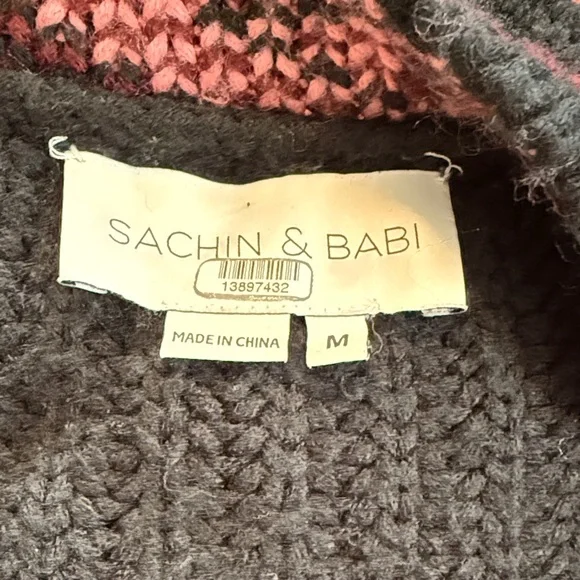 SACHIN & BABI
13897432
MADE IN CHINA
M